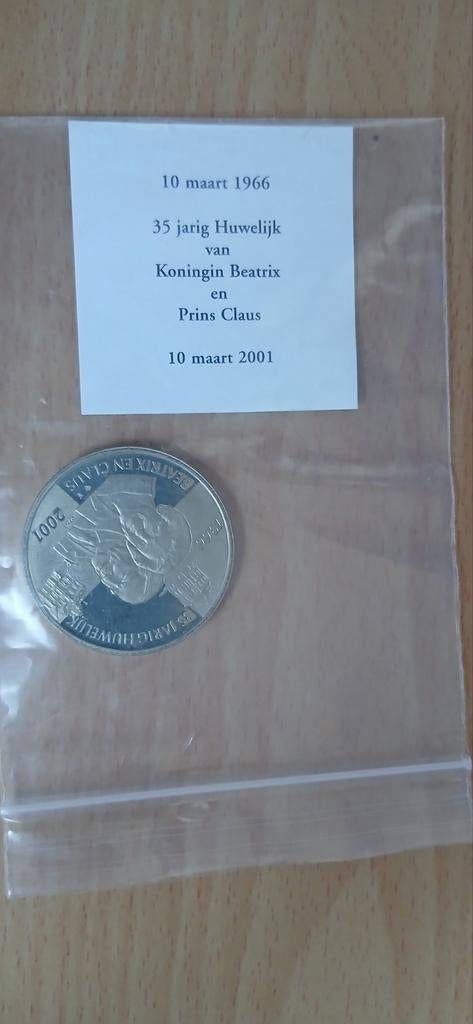 10 maart 1966
35 jarig Huwelijk
van
Koningin Beatrix
en
Prins Claus
10 maart 2001
BEATRIX EN CLAUS
2001
1966
35 JARIG HUWELIJK